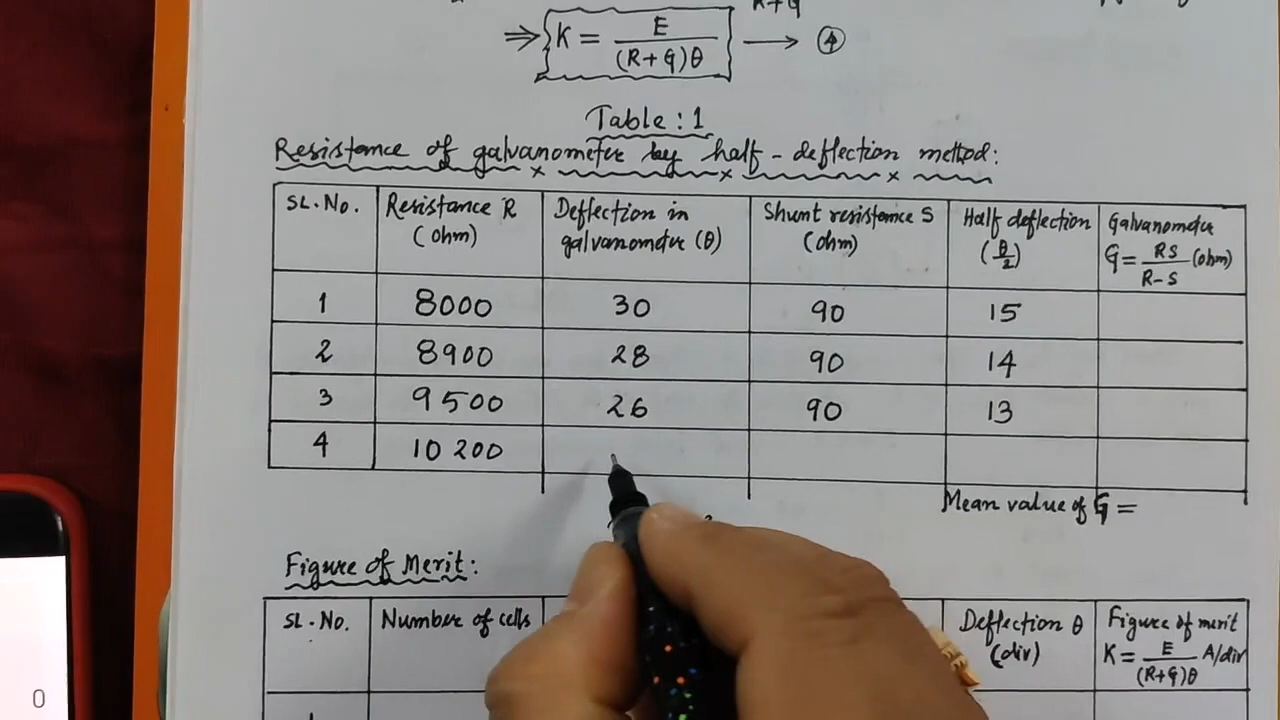 ⇒ K = E / (R+G)θ → ④
Table : 1
Resistance of galvanometer by half - deflection method :
SL. No. | Resistance R (ohm) | Deflection in galvanometer (θ) | Shunt resistance S (ohm) | Half deflection (θ/2) | Galvanometer G = RS / R-S (ohm)
1 | 8000 | 30 | 90 | 15
2 | 8900 | 28 | 90 | 14
3 | 9500 | 26 | 90 | 13
4 | 10 200
Mean value of G =
Figure of Merit :
SL. No. | Number of cells | Deflection θ (div) | Figure of merit K = E / (R+G)θ A/div
0